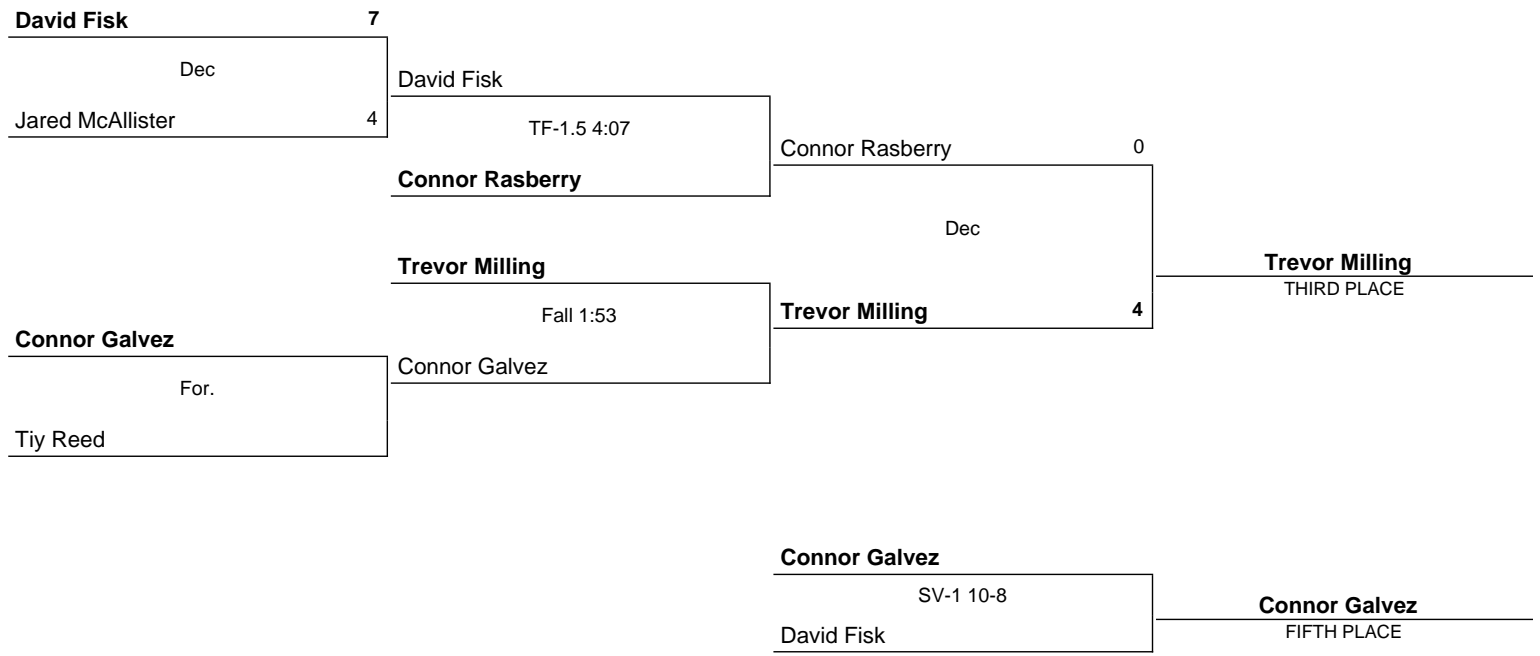 David Fisk 7
Dec
David Fisk
Jared McAllister 4
TF-1.5 4:07
Connor Rasberry 0
Connor Rasberry
Dec
Trevor Milling
Trevor Milling
THIRD PLACE
Fall 1:53
Trevor Milling 4
Connor Galvez
Connor Galvez
For.
Tiy Reed
Connor Galvez
SV-1 10-8
Connor Galvez
FIFTH PLACE
David Fisk